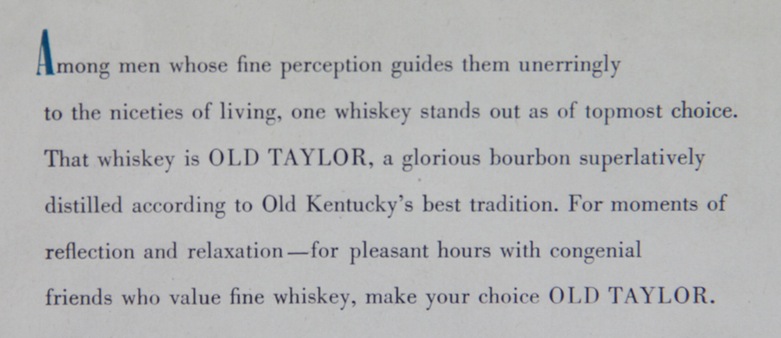 Among men whose fine perception guides them unerringly
to the niceties of living, one whiskey stands out as of topmost choice.
That whiskey is OLD TAYLOR, a glorious bourbon superlatively
distilled according to Old Kentucky's best tradition. For moments of
reflection and relaxation—for pleasant hours with congenial
friends who value fine whiskey, make your choice OLD TAYLOR.